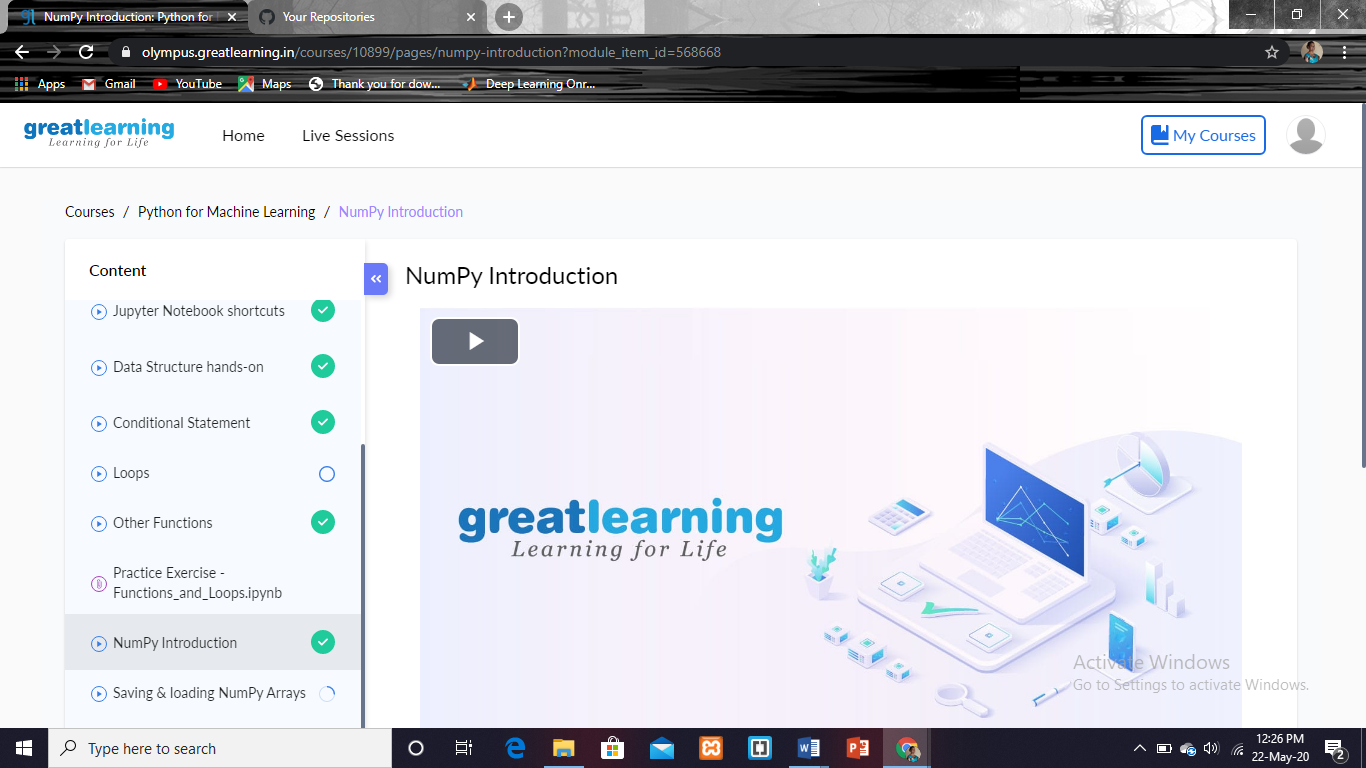 NumPy Introduction: Python for
Your Repositories
olympus.greatlearning.in/courses/10899/pages/numpy-introduction?module_item_id=568668
Apps
Gmail
YouTube
Maps
Thank you for dow...
Deep Learning Onr...
greatlearning
Learning for Life
Home
Live Sessions
My Courses
Courses / Python for Machine Learning / NumPy Introduction
Content
Jupyter Notebook shortcuts
Data Structure hands-on
Conditional Statement
Loops
Other Functions
Practice Exercise -
Functions_and_Loops.ipynb
NumPy Introduction
Saving & loading NumPy Arrays
NumPy Introduction
greatlearning
Learning for Life
Activate Windows
Go to Settings to activate Windows.
Type here to search
12:26 PM
22-May-20
2